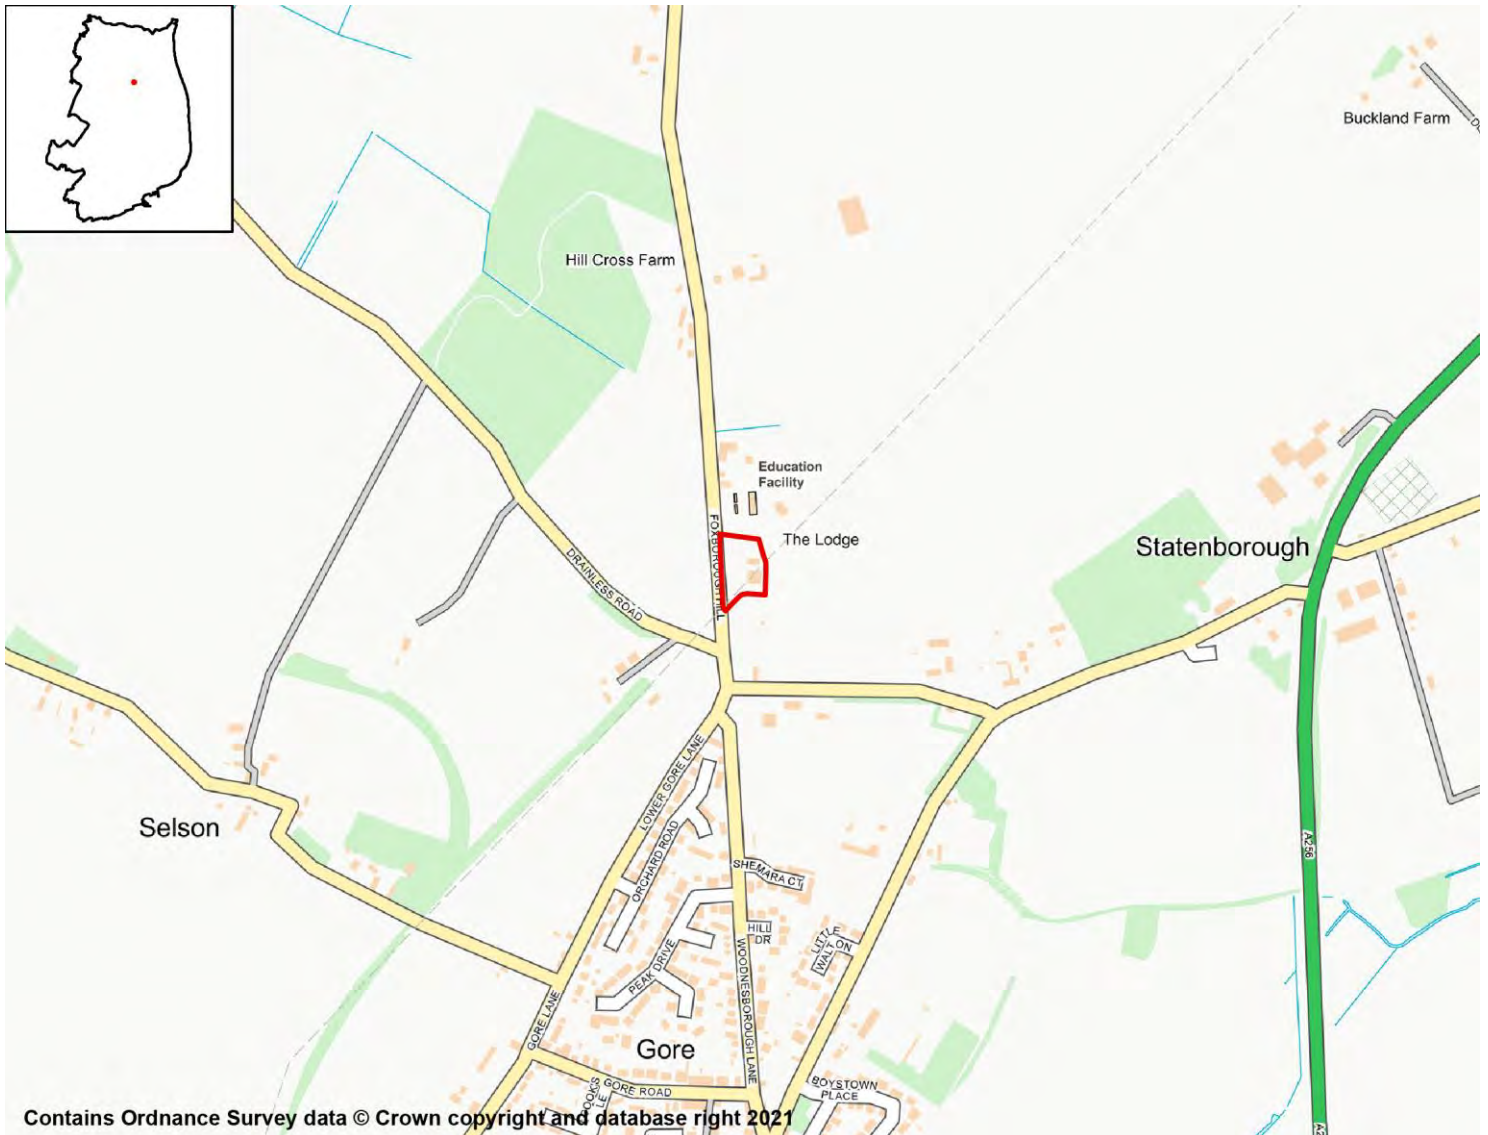 Buckland Farm
Hill Cross Farm
Education
Facility
FOXBOROUGH HILL
The Lodge
Statenborough
DRAINLESS ROAD
LOWER GORE LANE
Selson
ORCHARD ROAD
SHEMARA CT
A256
HILL
DR
LITTLE
WALTON
PEAK DRIVE
WOODNESBOROUGH LANE
GORE LANE
Gore
GORE ROAD
BOYSTOWN
PLACE
Contains Ordnance Survey data © Crown copyright and database right 2021